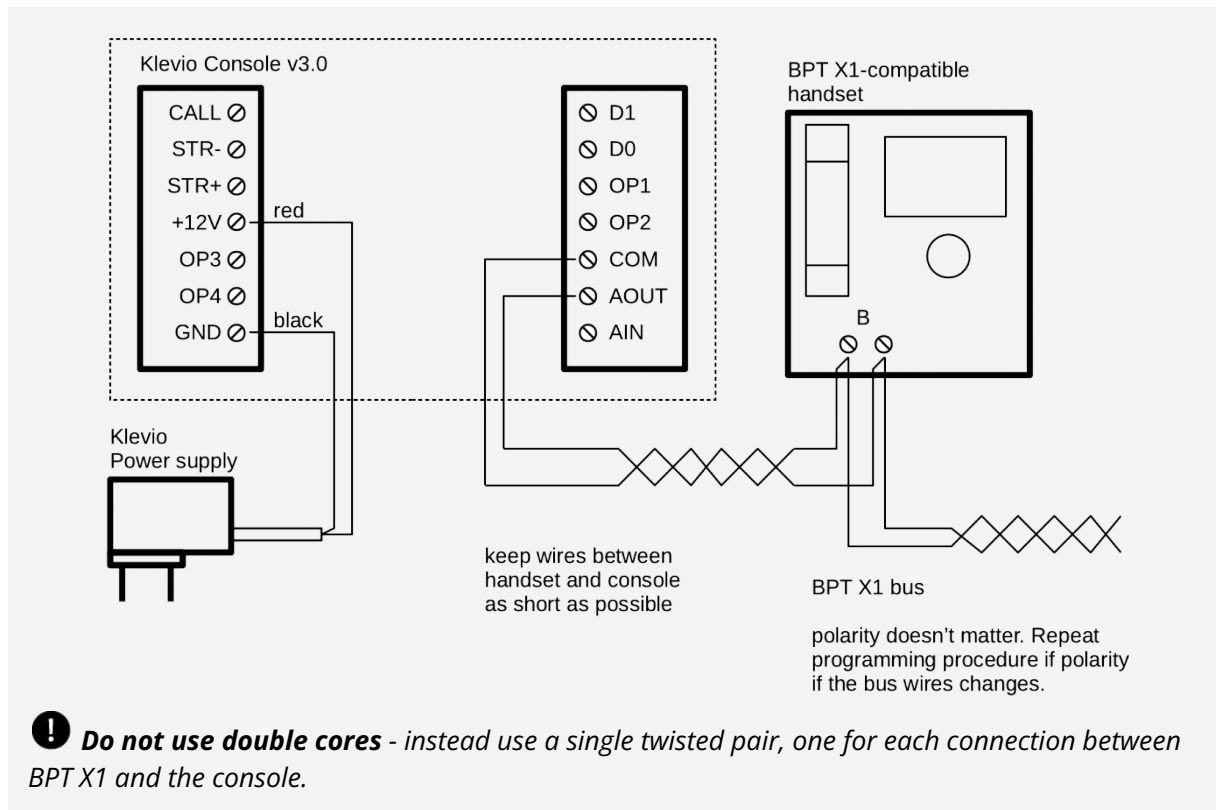 Klevio Console v3.0
CALL
STR-
STR+
+12V
OP3
OP4
GND
red
black
D1
D0
OP1
OP2
COM
AOUT
AIN
BPT X1-compatible
handset
B
Klevio
Power supply
keep wires between
handset and console
as short as possible
BPT X1 bus
polarity doesn't matter. Repeat
programming procedure if polarity
if the bus wires changes.
! Do not use double cores - instead use a single twisted pair, one for each connection between
BPT X1 and the console.